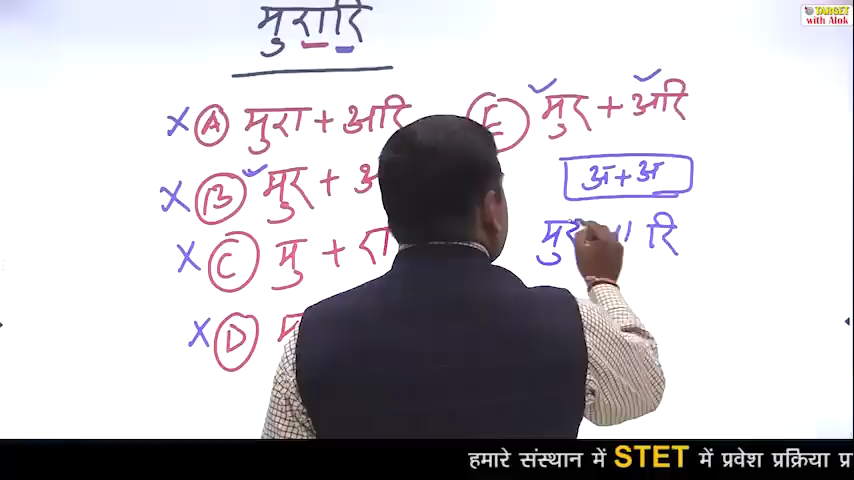 मुरारि
A मुरा + अरि
B मुर +
C मु + रा
D
E मुर + अरि
अ + अ
मुर रि
TARGET
with Alok
हमारे संस्थान में STET में प्रवेश प्रक्रिया प्र